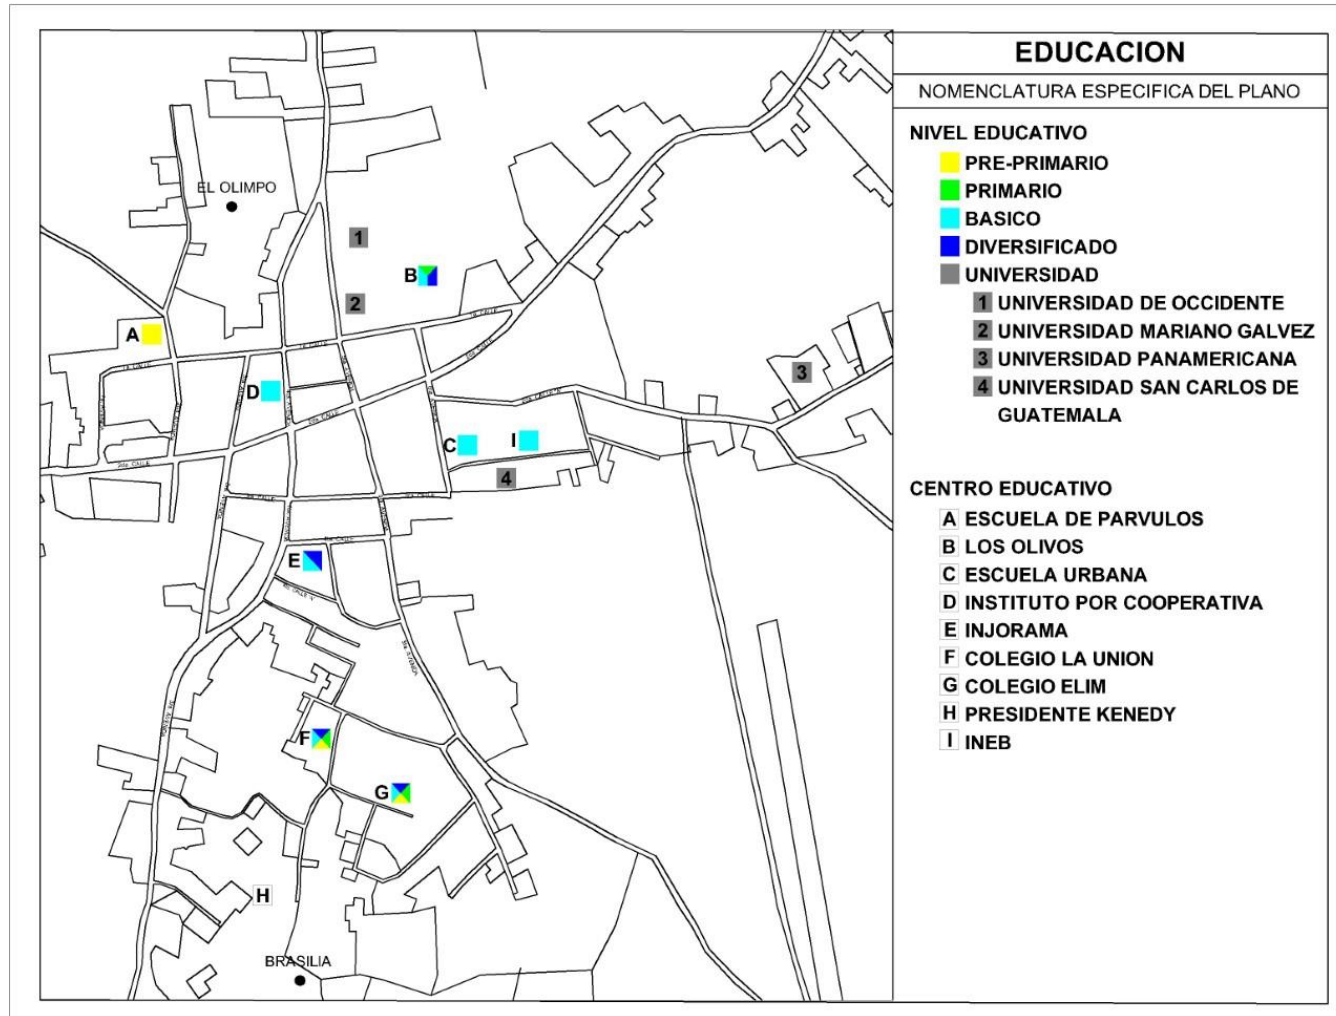 EDUCACION
NOMENCLATURA ESPECIFICA DEL PLANO
NIVEL EDUCATIVO
PRE-PRIMARIO
PRIMARIO
BASICO
DIVERSIFICADO
UNIVERSIDAD
1 UNIVERSIDAD DE OCCIDENTE
2 UNIVERSIDAD MARIANO GALVEZ
3 UNIVERSIDAD PANAMERICANA
4 UNIVERSIDAD SAN CARLOS DE
GUATEMALA
CENTRO EDUCATIVO
A ESCUELA DE PARVULOS
B LOS OLIVOS
C ESCUELA URBANA
D INSTITUTO POR COOPERATIVA
E INJORAMA
F COLEGIO LA UNION
G COLEGIO ELIM
H PRESIDENTE KENEDY
I INEB
EL OLIMPO
1
B
2
A
3
D
C
I
4
E
F
G
H
BRASILIA